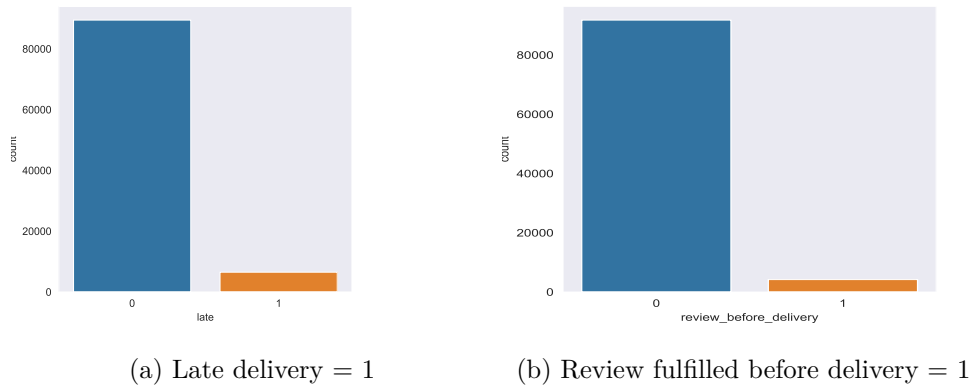 80000
60000
40000
20000
0
count
0 1
late
80000
60000
40000
20000
0
count
0 1
review_before_delivery
(a) Late delivery = 1
(b) Review fulfilled before delivery = 1